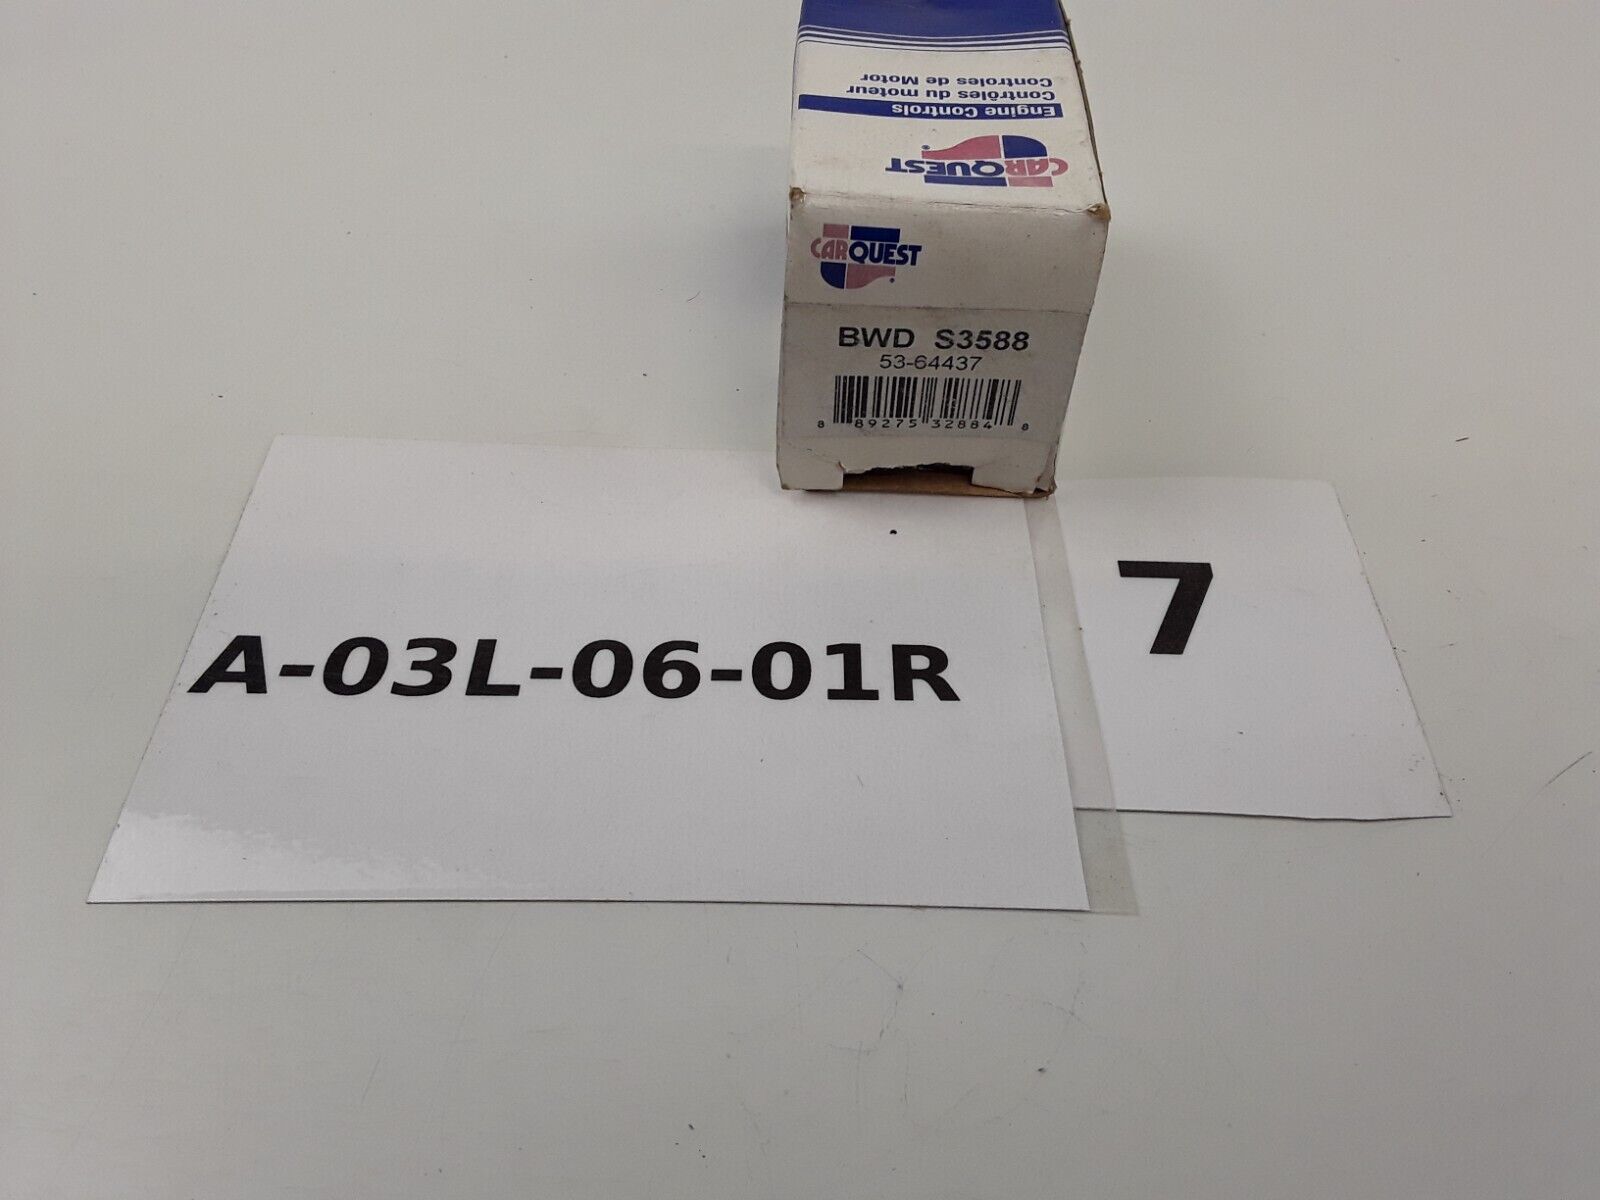 Controles de Motor
Contrôles du moteur
Engine Controls
CARQUEST
CARQUEST
BWD S3588
53-64437
8 89275 32884 8
A-03L-06-01R
7